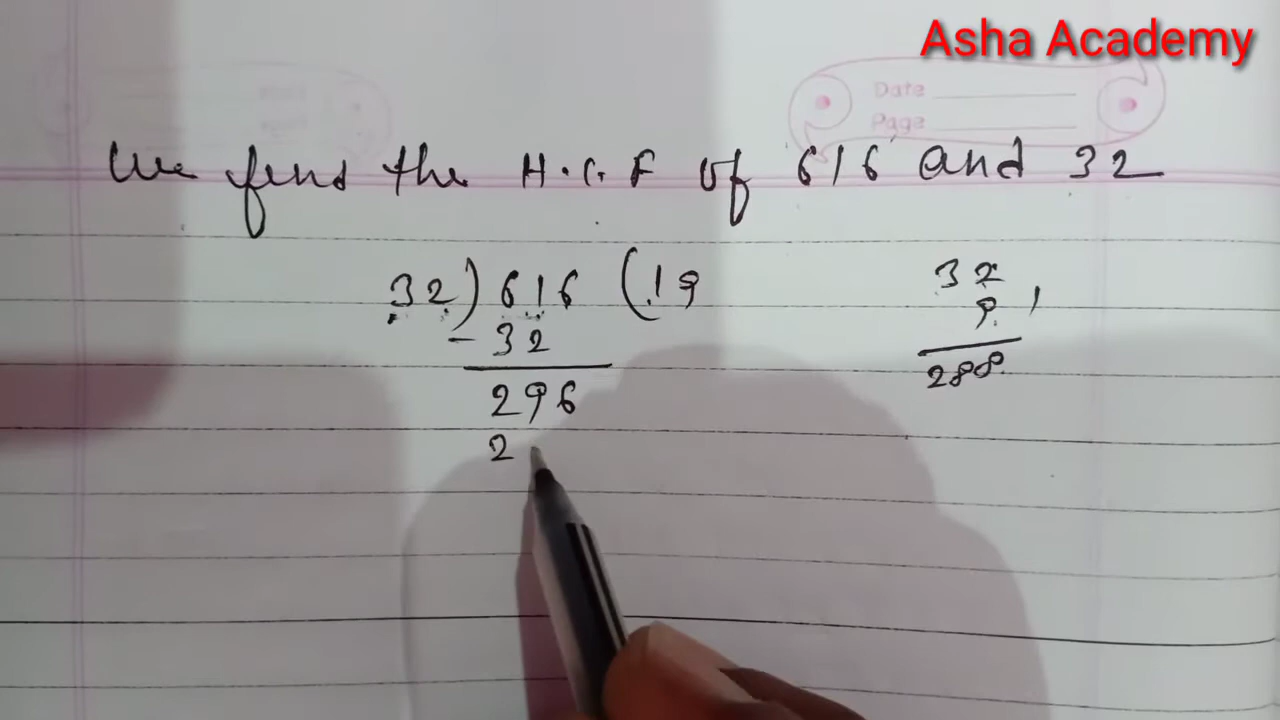 Asha Academy
Date
Page
We find the H.C.F of 616 and 32
32 ) 616 ( 19
- 32
296
2
32
9
288